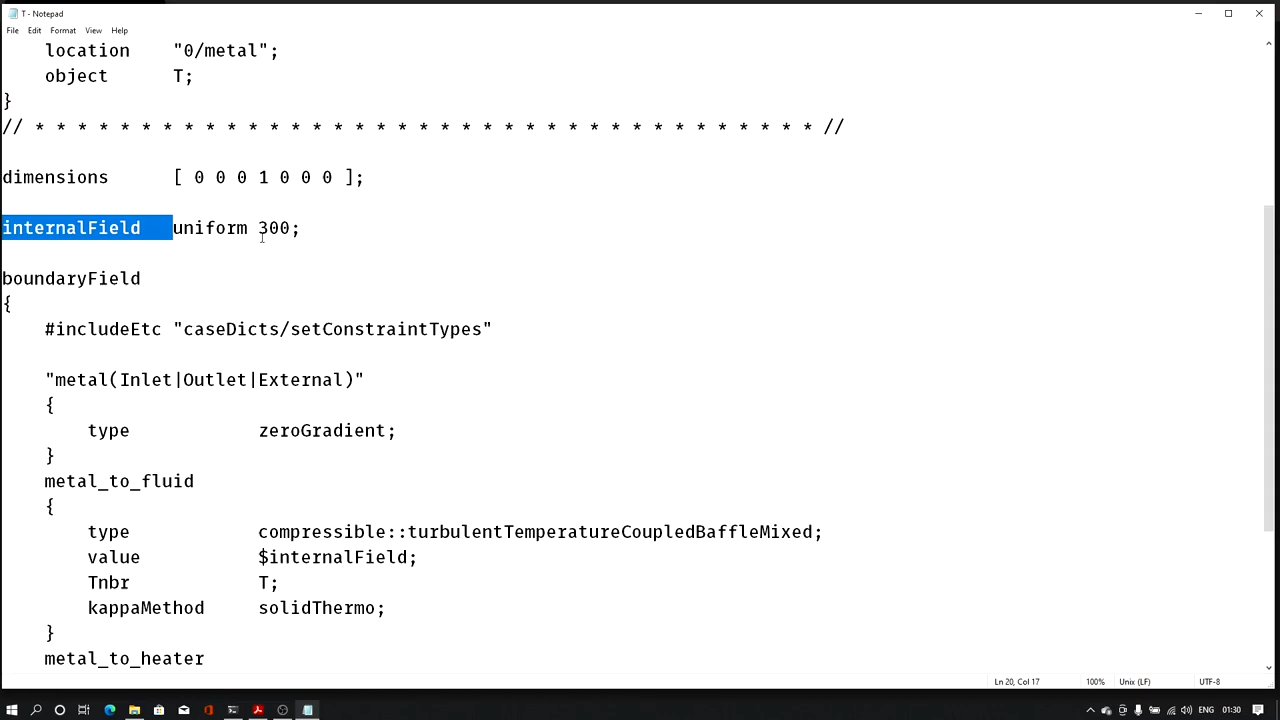 T - Notepad
File Edit Format View Help
location "0/metal";
object T;
}
// * * * * * * * * * * * * * * * * * * * * * * * * * * * * * * * * * * * * * //
dimensions [ 0 0 0 1 0 0 0 ];
internalField uniform 300;
boundaryField
{
#includeEtc "caseDicts/setConstraintTypes"
"metal(Inlet|Outlet|External)"
{
type zeroGradient;
}
metal_to_fluid
{
type compressible::turbulentTemperatureCoupledBaffleMixed;
value $internalField;
Tnbr T;
kappaMethod solidThermo;
}
metal_to_heater
Ln 20, Col 17 100% Unix (LF) UTF-8
ENG 01:30